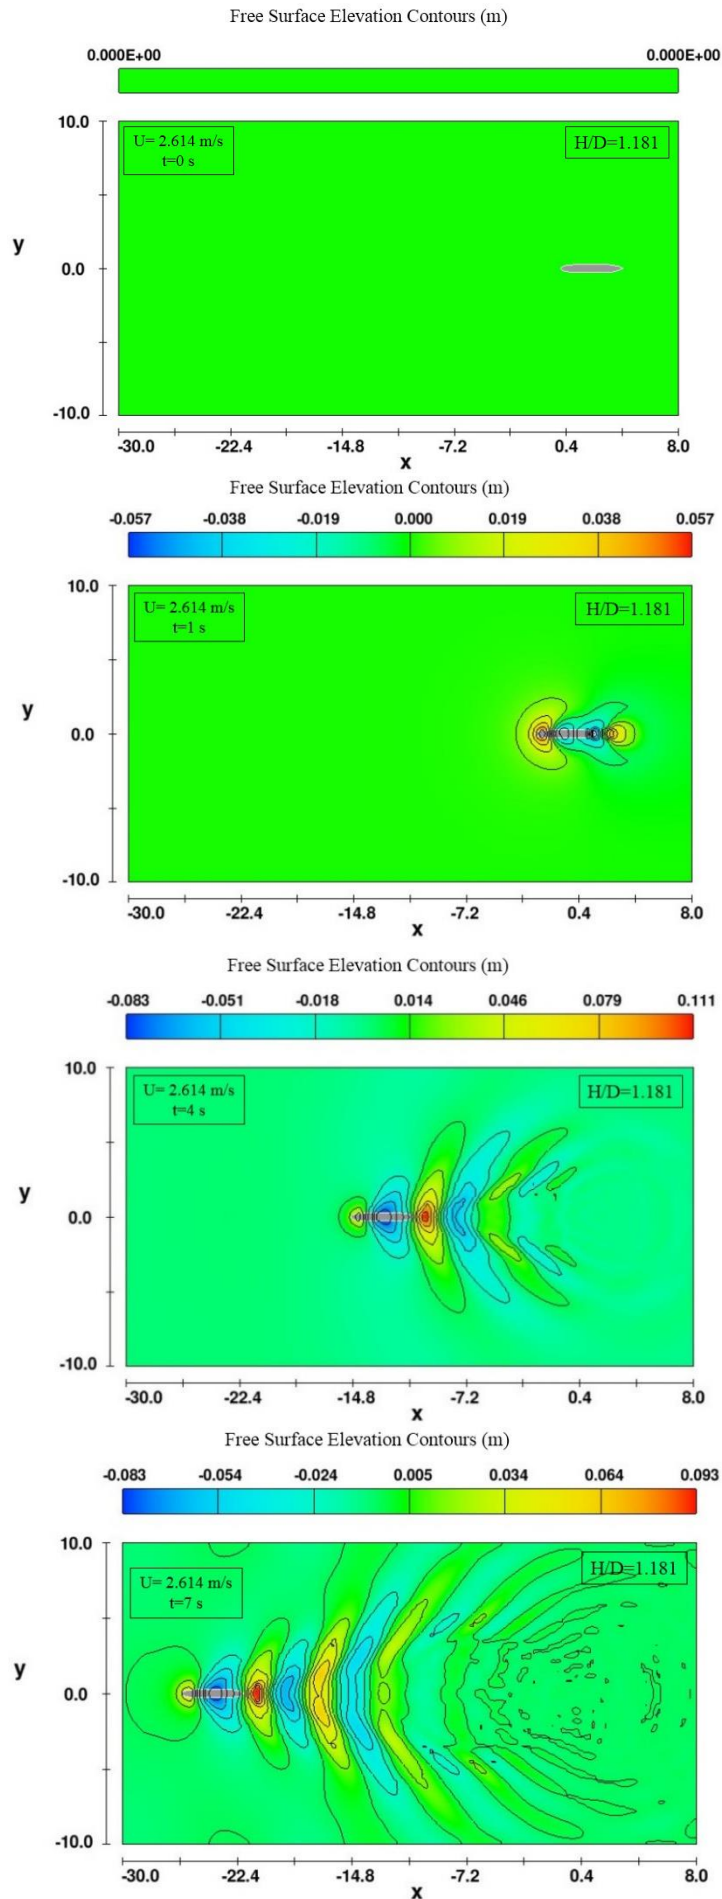 Free Surface Elevation Contours (m)
0.000E+00 0.000E+00
10.0
U= 2.614 m/s
t=0 s
H/D=1.181
y
0.0
-10.0
-30.0 -22.4 -14.8 -7.2 0.4 8.0
x
Free Surface Elevation Contours (m)
-0.057 -0.038 -0.019 0.000 0.019 0.038 0.057
10.0
U= 2.614 m/s
t=1 s
H/D=1.181
y
0.0
-10.0
-30.0 -22.4 -14.8 -7.2 0.4 8.0
x
Free Surface Elevation Contours (m)
-0.083 -0.051 -0.018 0.014 0.046 0.079 0.111
10.0
U= 2.614 m/s
t=4 s
H/D=1.181
y
0.0
-10.0
-30.0 -22.4 -14.8 -7.2 0.4 8.0
x
Free Surface Elevation Contours (m)
-0.083 -0.054 -0.024 0.005 0.034 0.064 0.093
10.0
U= 2.614 m/s
t=7 s
H/D=1.181
y
0.0
-10.0
-30.0 -22.4 -14.8 -7.2 0.4 8.0
x